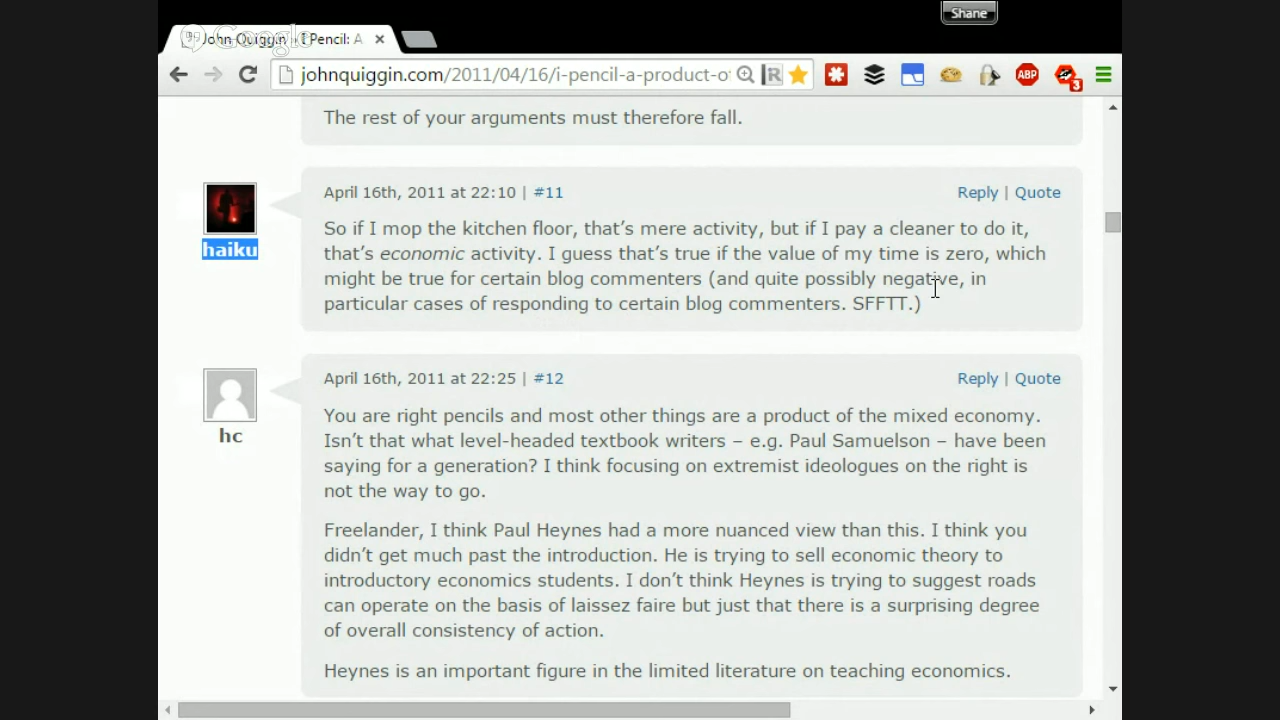 Shane
John Quiggin » I Pencil: A
Google
johnquiggin.com/2011/04/16/i-pencil-a-product-o
ABP
3
The rest of your arguments must therefore fall.
April 16th, 2011 at 22:10 | #11
Reply | Quote
haiku
So if I mop the kitchen floor, that’s mere activity, but if I pay a cleaner to do it,
that’s economic activity. I guess that’s true if the value of my time is zero, which
might be true for certain blog commenters (and quite possibly negative, in
particular cases of responding to certain blog commenters. SFFTT.)
April 16th, 2011 at 22:25 | #12
Reply | Quote
hc
You are right pencils and most other things are a product of the mixed economy.
Isn’t that what level-headed textbook writers – e.g. Paul Samuelson – have been
saying for a generation? I think focusing on extremist ideologues on the right is
not the way to go.
Freelander, I think Paul Heynes had a more nuanced view than this. I think you
didn’t get much past the introduction. He is trying to sell economic theory to
introductory economics students. I don’t think Heynes is trying to suggest roads
can operate on the basis of laissez faire but just that there is a surprising degree
of overall consistency of action.
Heynes is an important figure in the limited literature on teaching economics.